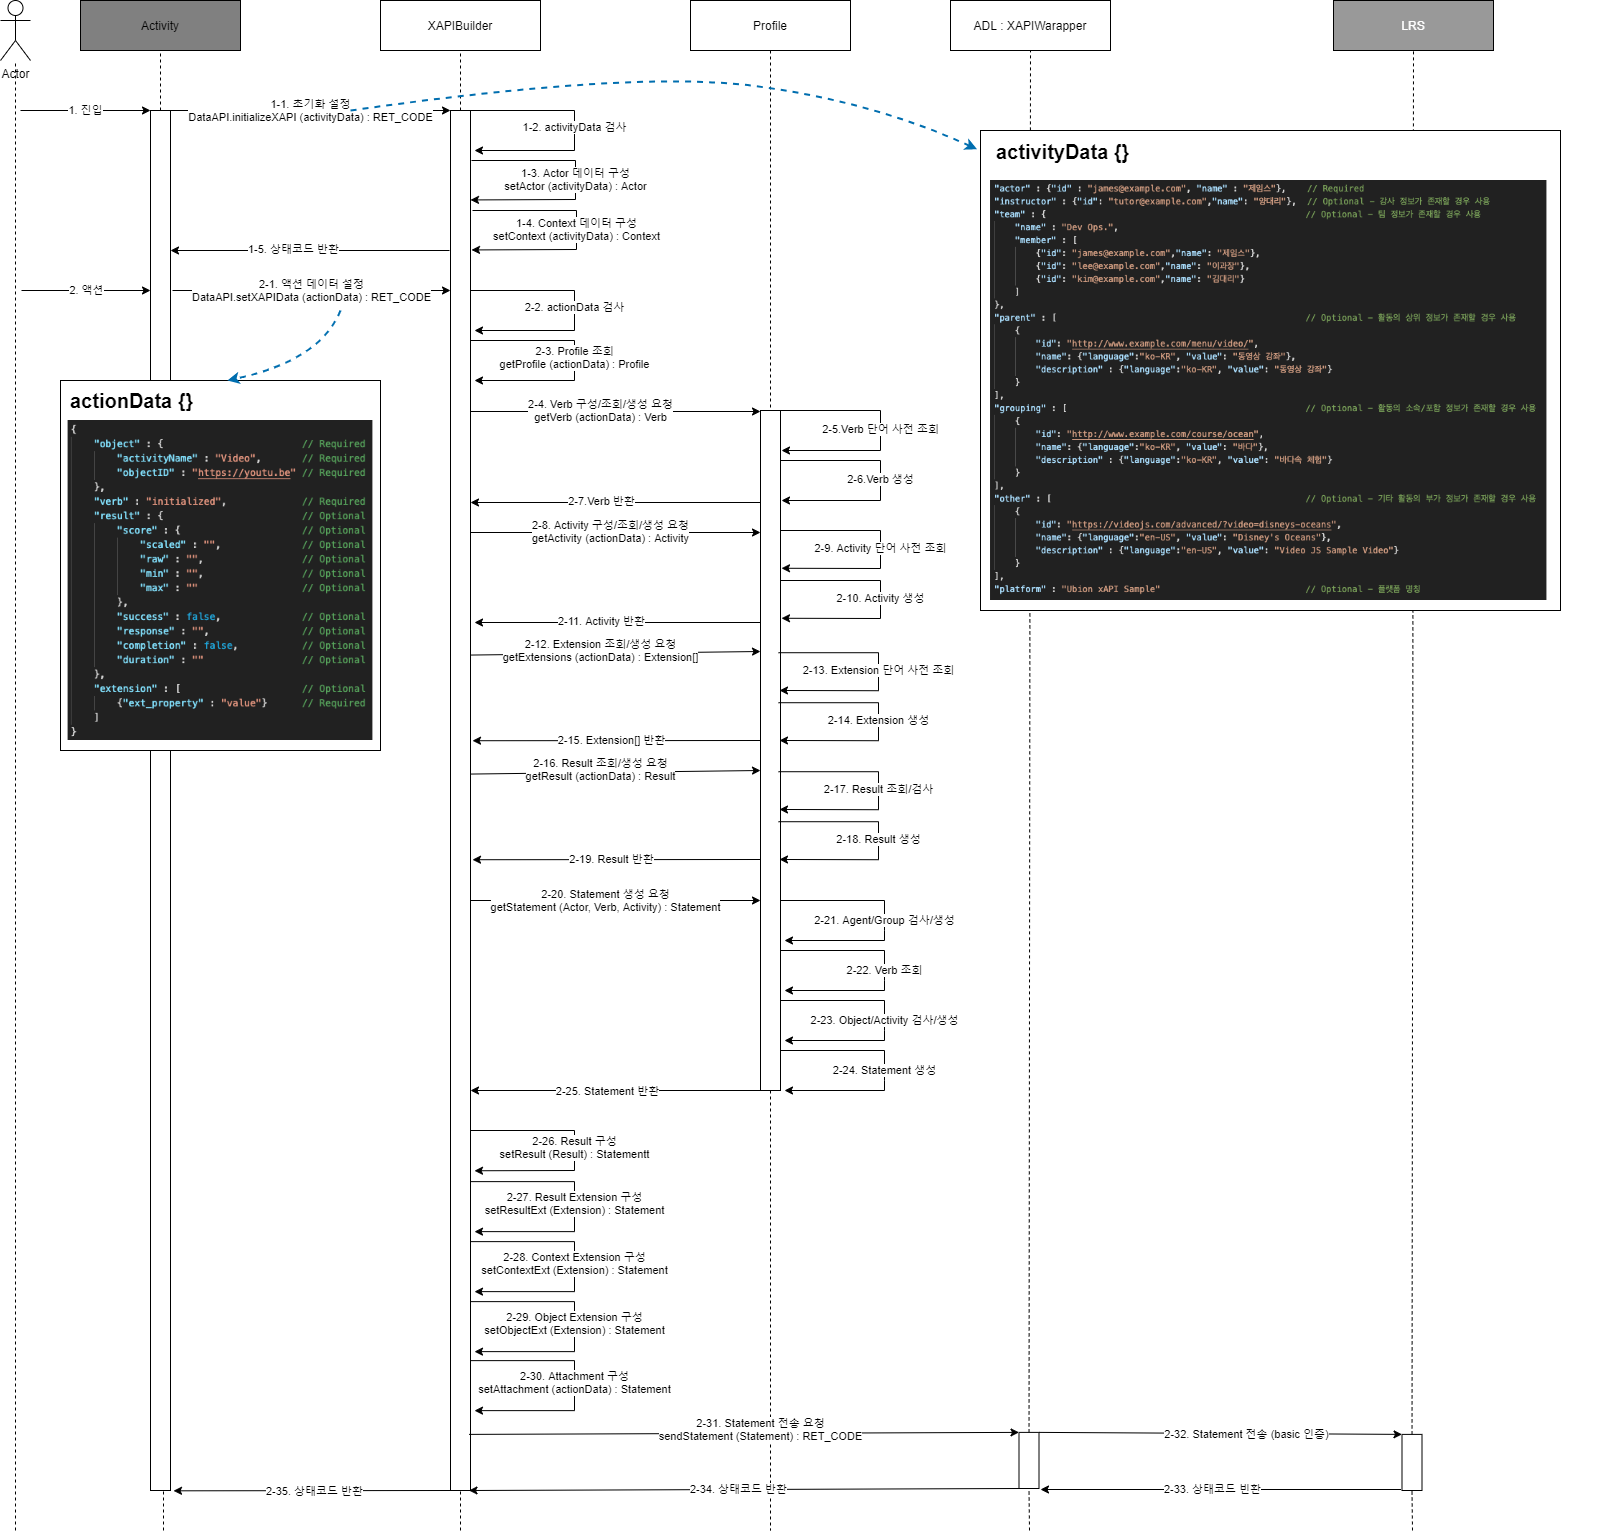 Activity
XAPIBuilder
Profile
ADL : XAPIWarapper
LRS
Actor
1. 진입
1-1. 초기화 설정
DataAPI.initializeXAPI (activityData) : RET_CODE
1-2. activityData 검사
1-3. Actor 데이터 구성
setActor (activityData) : Actor
1-4. Context 데이터 구성
setContext (activityData) : Context
1-5. 상태코드 반환
2. 액션
2-1. 액션 데이터 설정
DataAPI.setXAPIData (actionData) : RET_CODE
2-2. actionData 검사
2-3. Profile 조회
getProfile (actionData) : Profile
2-4. Verb 구성/조회/생성 요청
getVerb (actionData) : Verb
2-5.Verb 단어 사전 조회
2-6.Verb 생성
2-7.Verb 반환
2-8. Activity 구성/조회/생성 요청
getActivity (actionData) : Activity
2-9. Activity 단어 사전 조회
2-10. Activity 생성
2-11. Activity 반환
2-12. Extension 조회/생성 요청
getExtensions (actionData) : Extension[]
2-13. Extension 단어 사전 조회
2-14. Extension 생성
2-15. Extension[] 반환
2-16. Result 조회/생성 요청
getResult (actionData) : Result
2-17. Result 조회/검사
2-18. Result 생성
2-19. Result 반환
2-20. Statement 생성 요청
getStatement (Actor, Verb, Activity) : Statement
2-21. Agent/Group 검사/생성
2-22. Verb 조회
2-23. Object/Activity 검사/생성
2-24. Statement 생성
2-25. Statement 반환
2-26. Result 구성
setResult (Result) : Statementt
2-27. Result Extension 구성
setResultExt (Extension) : Statement
2-28. Context Extension 구성
setContextExt (Extension) : Statement
2-29. Object Extension 구성
setObjectExt (Extension) : Statement
2-30. Attachment 구성
setAttachment (actionData) : Statement
2-31. Statement 전송 요청
sendStatement (Statement) : RET_CODE
2-32. Statement 전송 (basic 인증)
2-33. 상태코드 빈환
2-34. 상태코드 반환
2-35. 상태코드 반환
activityData {}
"actor" : {"id" : "james@example.com", "name" : "제임스"}, // Required
"instructor" : {"id": "tutor@example.com","name": "양대리"}, // Optional – 강사 정보가 존재할 경우 사용
"team" : { // Optional – 팀 정보가 존재할 경우 사용
"name" : "Dev Ops.",
"member" : [
{"id": "james@example.com","name": "제임스"},
{"id": "lee@example.com","name": "이과장"},
{"id": "kim@example.com","name": "김대리"}
]
},
"parent" : [ // Optional – 활동의 상위 정보가 존재할 경우 사용
{
"id": "http://www.example.com/menu/video/",
"name": {"language":"ko-KR", "value": "동영상 강좌"},
"description" : {"language":"ko-KR", "value": "동영상 강좌"}
}
],
"grouping" : [ // Optional – 활동의 소속/포함 정보가 존재할 경우 사용
{
"id": "http://www.example.com/course/ocean",
"name": {"language":"ko-KR", "value": "바다"},
"description" : {"language":"ko-KR", "value": "바다속 체험"}
}
],
"other" : [ // Optional – 기타 활동의 부가 정보가 존재할 경우 사용
{
"id": "https://videojs.com/advanced/?video=disneys-oceans",
"name": {"language":"en-US", "value": "Disney's Oceans"},
"description" : {"language":"en-US", "value": "Video JS Sample Video"}
}
],
"platform" : "Ubion xAPI Sample" // Optional – 플랫폼 명칭
actionData {}
{
"object" : { // Required
"activityName" : "Video", // Required
"objectID" : "https://youtu.be" // Required
},
"verb" : "initialized", // Required
"result" : { // Optional
"score" : { // Optional
"scaled" : "", // Optional
"raw" : "", // Optional
"min" : "", // Optional
"max" : "" // Optional
},
"success" : false, // Optional
"response" : "", // Optional
"completion" : false, // Optional
"duration" : "" // Optional
},
"extension" : [ // Optional
{"ext_property" : "value"} // Required
]
}